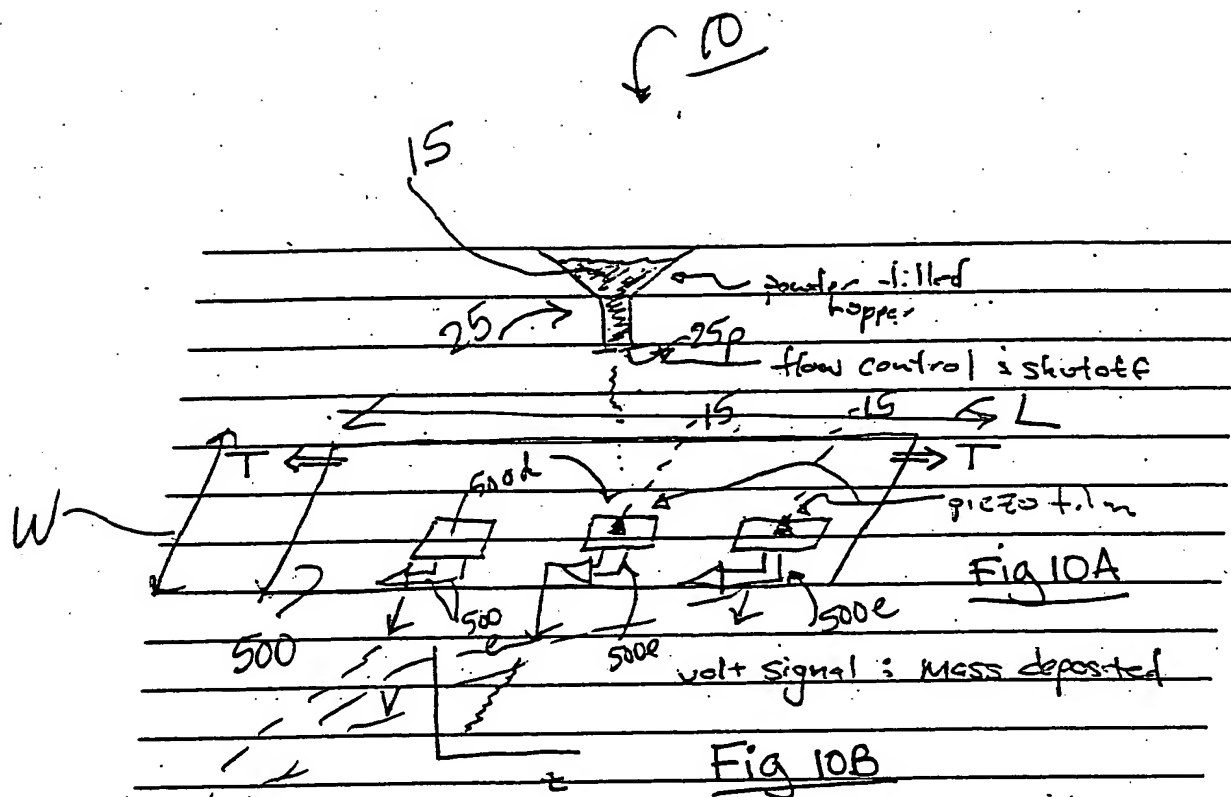 10
15
powder-filled
hopper
25
25p
flow control : shutoff
15 15 L
T T
500d
W
piezo film
Fig 10A
500
500
e
500e
500e
volt signal : mass deposited
V
t
Fig 10B